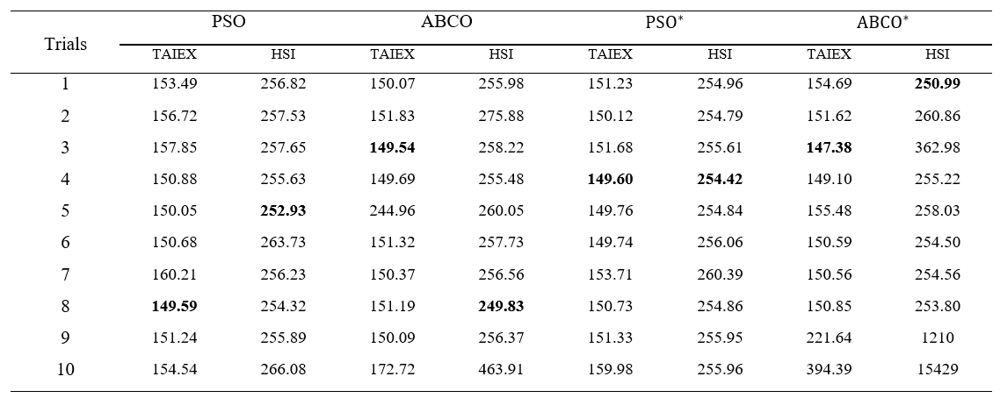 PSO ABCO PSO* ABCO*
Trials
TAIEX HSI TAIEX HSI TAIEX HSI TAIEX HSI
1 153.49 256.82 150.07 255.98 151.23 254.96 154.69 250.99
2 156.72 257.53 151.83 275.88 150.12 254.79 151.62 260.86
3 157.85 257.65 149.54 258.22 151.68 255.61 147.38 362.98
4 150.88 255.63 149.69 255.48 149.60 254.42 149.10 255.22
5 150.05 252.93 244.96 260.05 149.76 254.84 155.48 258.03
6 150.68 263.73 151.32 257.73 149.74 256.06 150.59 254.50
7 160.21 256.23 150.37 256.56 153.71 260.39 150.56 254.56
8 149.59 254.32 151.19 249.83 150.73 254.86 150.85 253.80
9 151.24 255.89 150.09 256.37 151.33 255.95 221.64 1210
10 154.54 266.08 172.72 463.91 159.98 255.96 394.39 15429